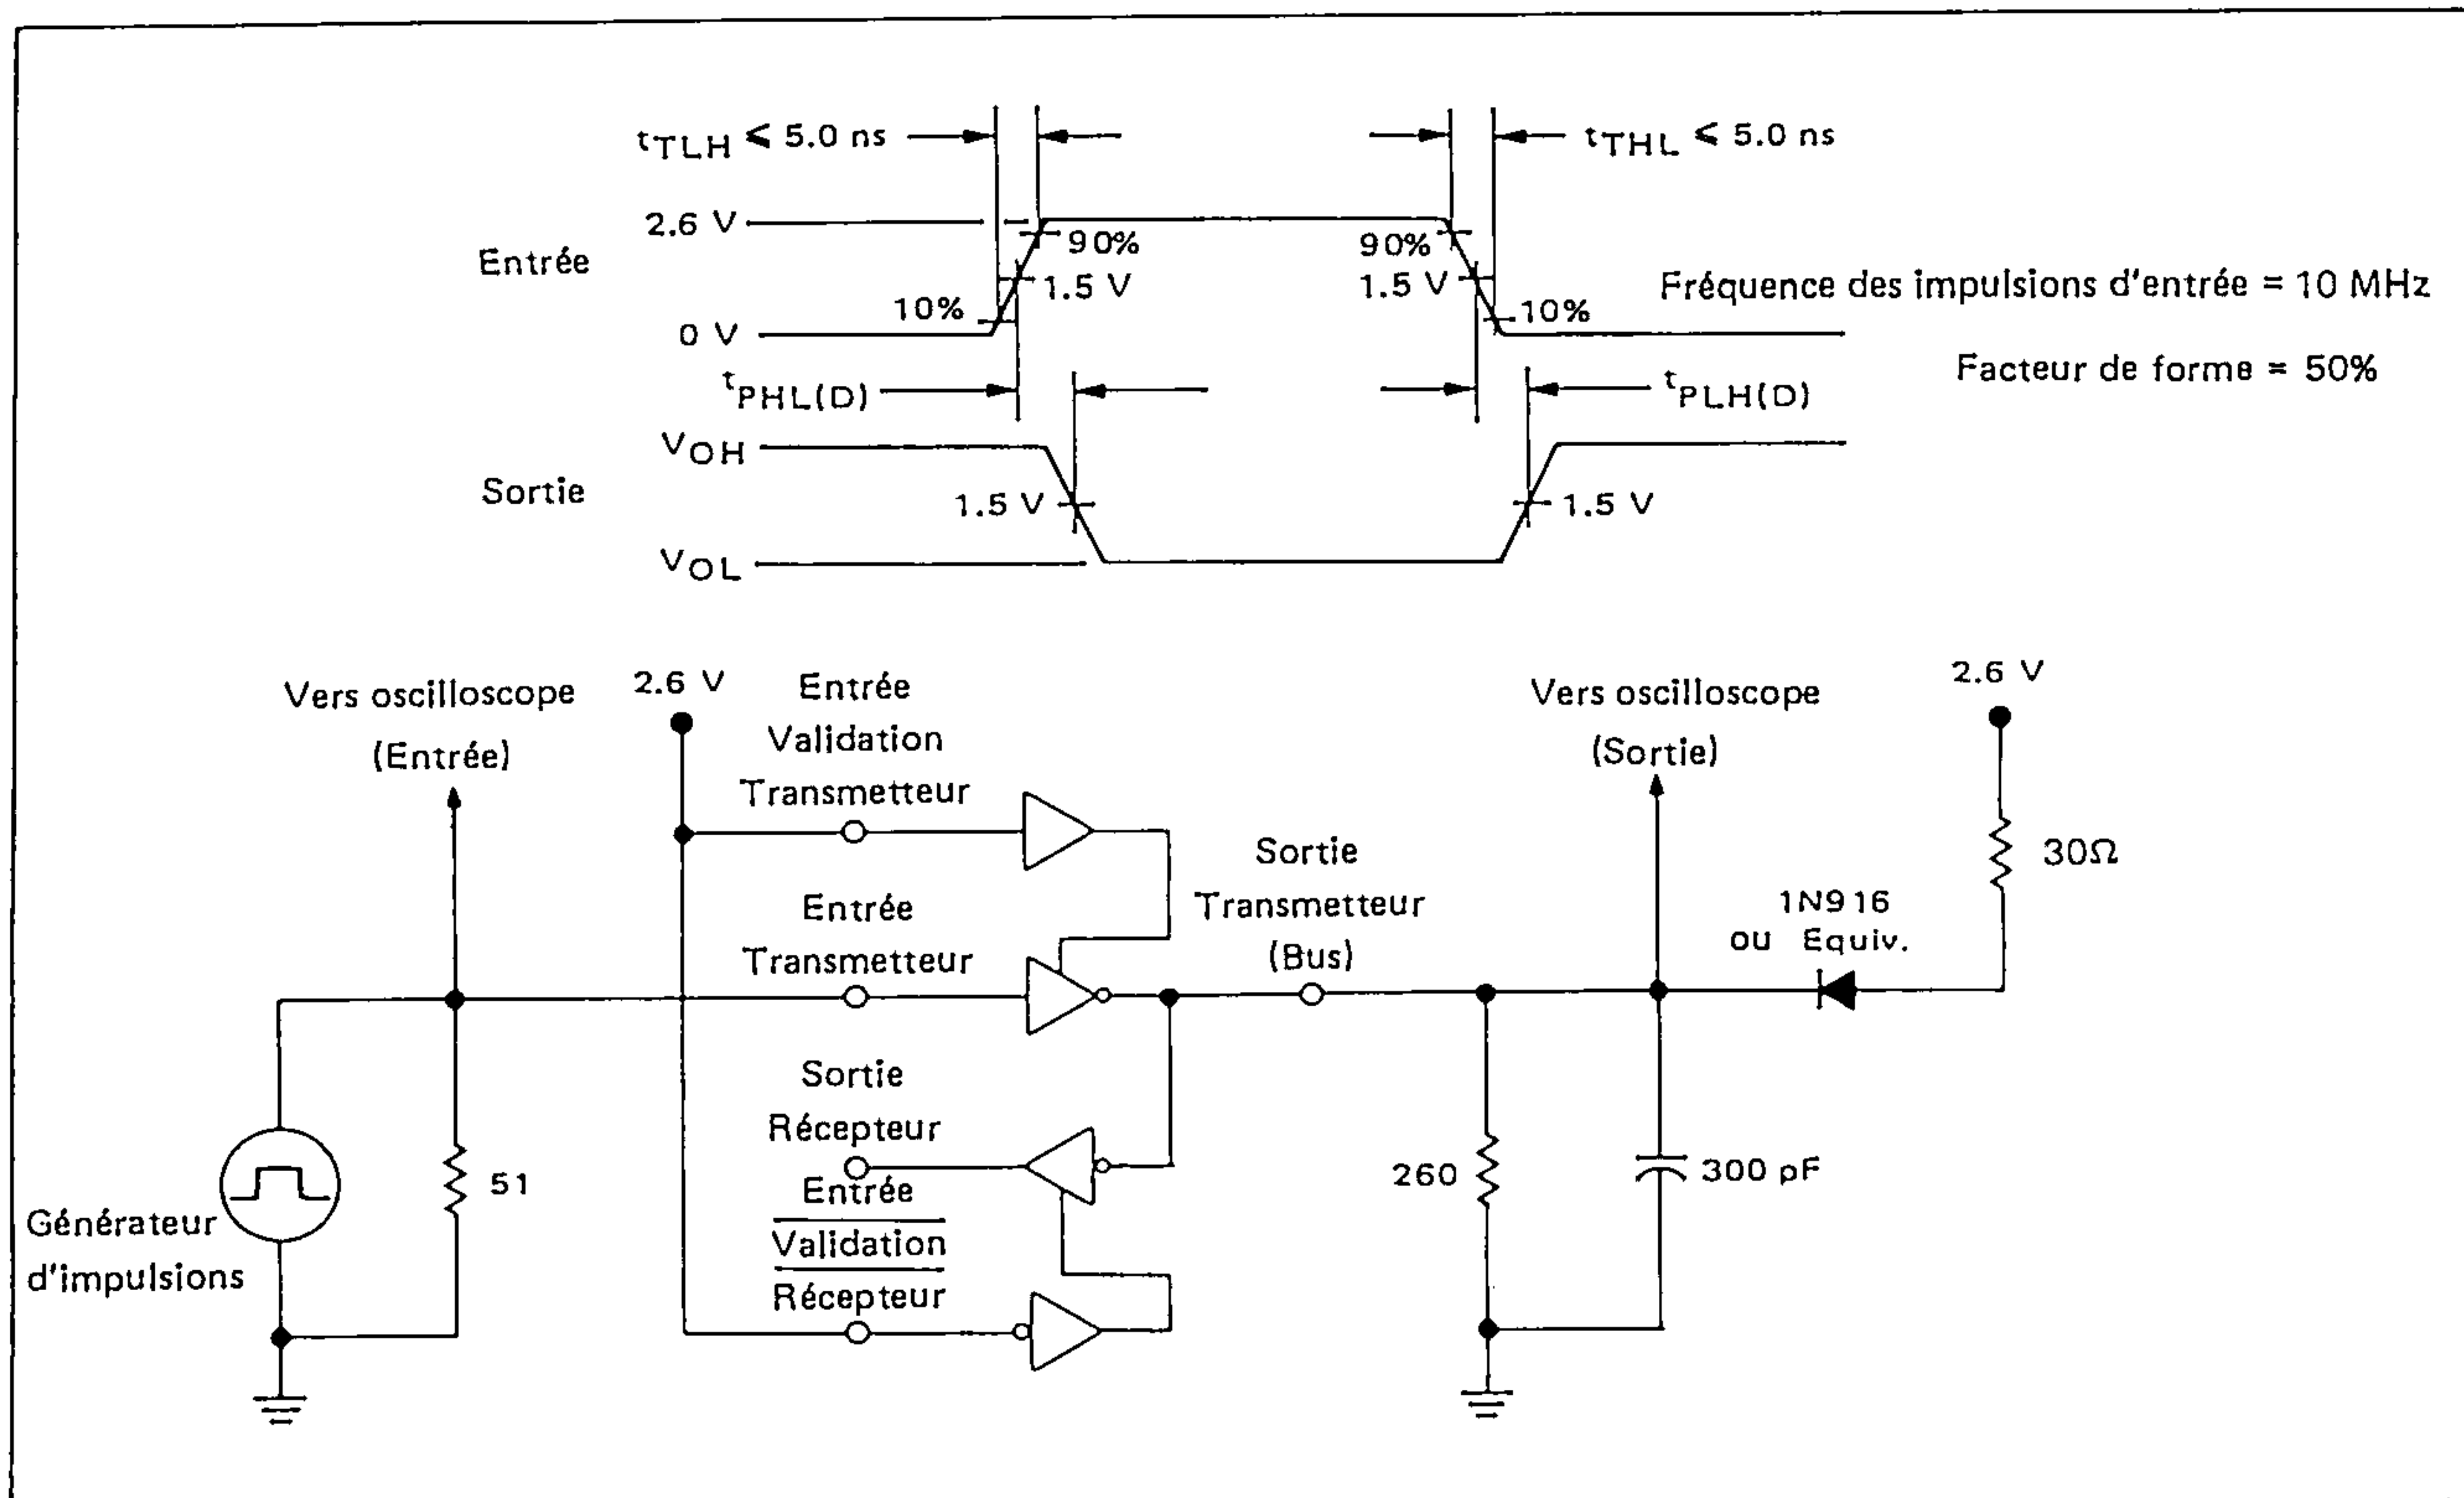 tTLH ≤ 5.0 ns
tTHL ≤ 5.0 ns
2.6 V
90%
90%
Entrée
1.5 V
1.5 V
Fréquence des impulsions d'entrée = 10 MHz
10%
10%
0 V
Facteur de forme = 50%
tPHL(D)
tPLH(D)
VOH
Sortie
1.5 V
1.5 V
VOL
Vers oscilloscope
(Entrée)
2.6 V
Entrée
Validation
Transmetteur
Vers oscilloscope
(Sortie)
2.6 V
30Ω
Sortie
Transmetteur
(Bus)
1N916
ou Equiv.
Entrée
Transmetteur
Sortie
Récepteur
Entrée
Validation
Récepteur
51
260
300 pF
Générateur
d'impulsions